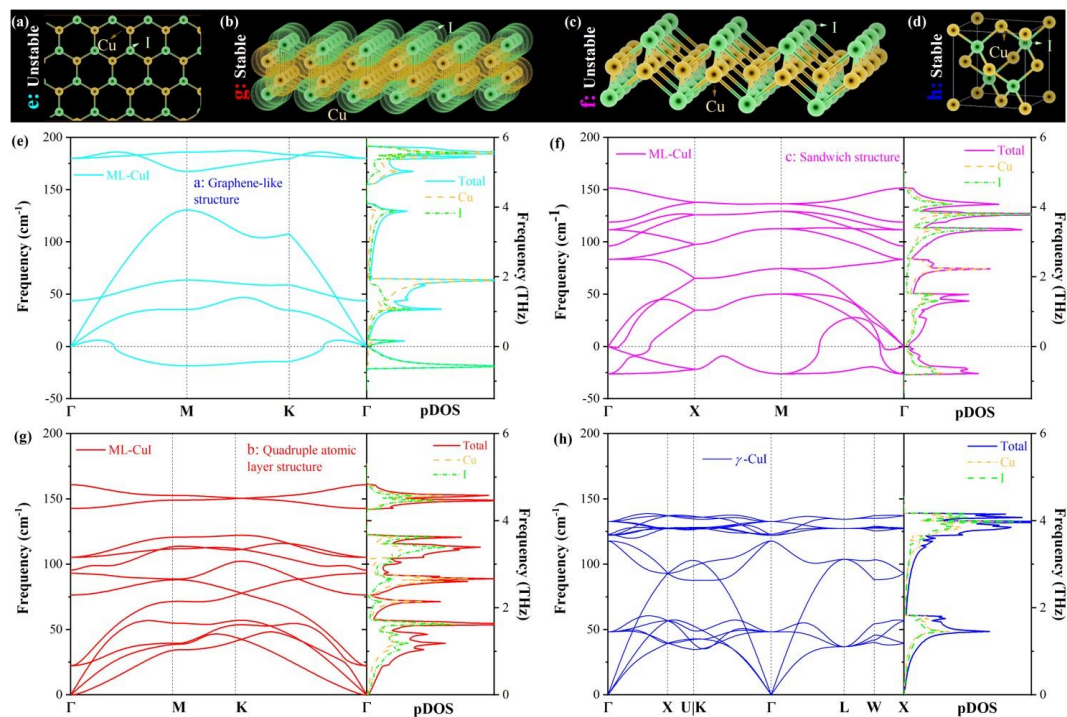 (a)
e: Unstable
Cu
I
(b)
g: Stable
I
Cu
(c)
f: Unstable
I
Cu
(d)
h: Stable
Cu
I
(e)
200
150
100
50
0
-50
Frequency (cm⁻¹)
ML-CuI
a: Graphene-like
structure
Total
Cu
I
6
4
2
0
Frequency (THz)
Γ M K Γ pDOS
(f)
200
150
100
50
0
-50
Frequency (cm⁻¹)
ML-CuI
c: Sandwich structure
Total
Cu
I
6
4
2
0
Frequency (THz)
Γ X M Γ pDOS
(g)
200
150
100
50
0
Frequency (cm⁻¹)
ML-CuI
b: Quadruple atomic
layer structure
Total
Cu
I
6
4
2
0
Frequency (THz)
Γ M K Γ pDOS
(h)
200
150
100
50
0
Frequency (cm⁻¹)
γ-CuI
Total
Cu
I
6
4
2
0
Frequency (THz)
Γ X U|K Γ L W X pDOS